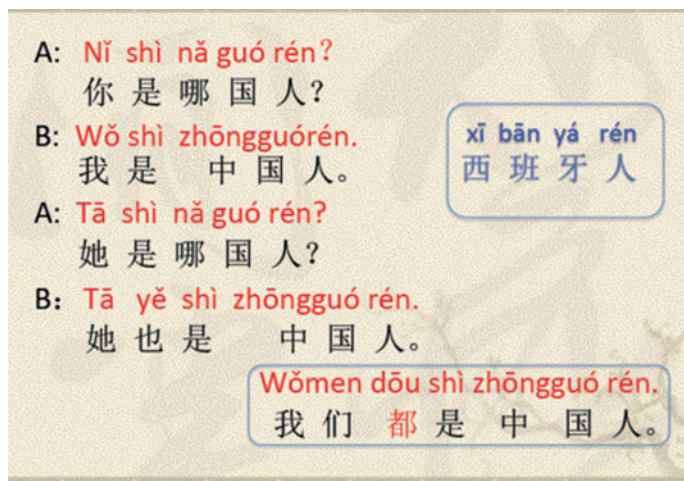 A: Nǐ shì nǎ guó rén?
你 是 哪 国 人?
B: Wǒ shì zhōngguórén.
我 是 中 国 人。
xī bān yá rén
西 班 牙 人
A: Tā shì nǎ guó rén?
她 是 哪 国 人?
B: Tā yě shì zhōngguó rén.
她 也 是 中 国 人。
Wǒmen dōu shì zhōngguó rén.
我 们 都 是 中 国 人。